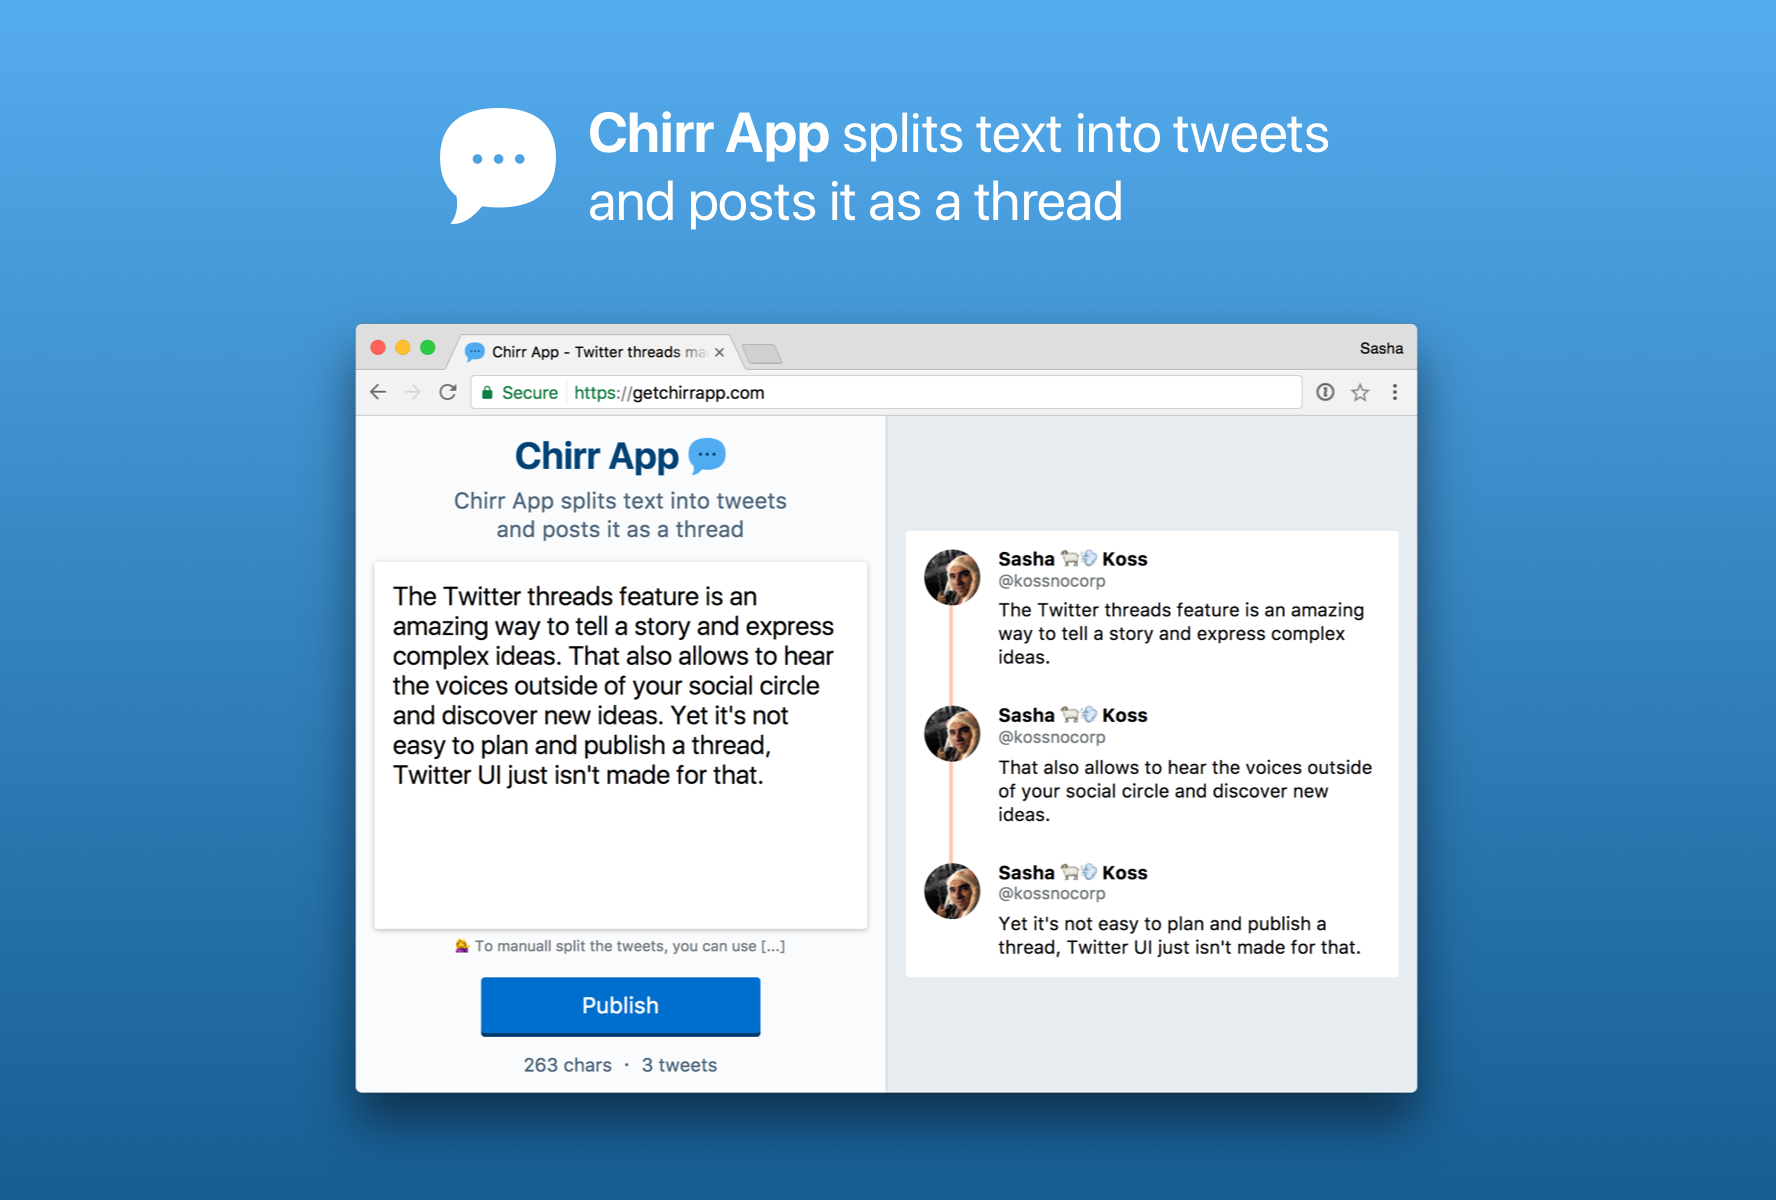 Chirr App splits text into tweets
and posts it as a thread
Chirr App - Twitter threads ma
Sasha
Secure
https://getchirrapp.com
Chirr App
Chirr App splits text into tweets
and posts it as a thread
The Twitter threads feature is an
amazing way to tell a story and express
complex ideas. That also allows to hear
the voices outside of your social circle
and discover new ideas. Yet it's not
easy to plan and publish a thread,
Twitter UI just isn't made for that.
To manuall split the tweets, you can use [...]
Publish
263 chars · 3 tweets
Sasha 🐑💨 Koss
@kossnocorp
The Twitter threads feature is an amazing
way to tell a story and express complex
ideas.
Sasha 🐑💨 Koss
@kossnocorp
That also allows to hear the voices outside
of your social circle and discover new
ideas.
Sasha 🐑💨 Koss
@kossnocorp
Yet it's not easy to plan and publish a
thread, Twitter UI just isn't made for that.